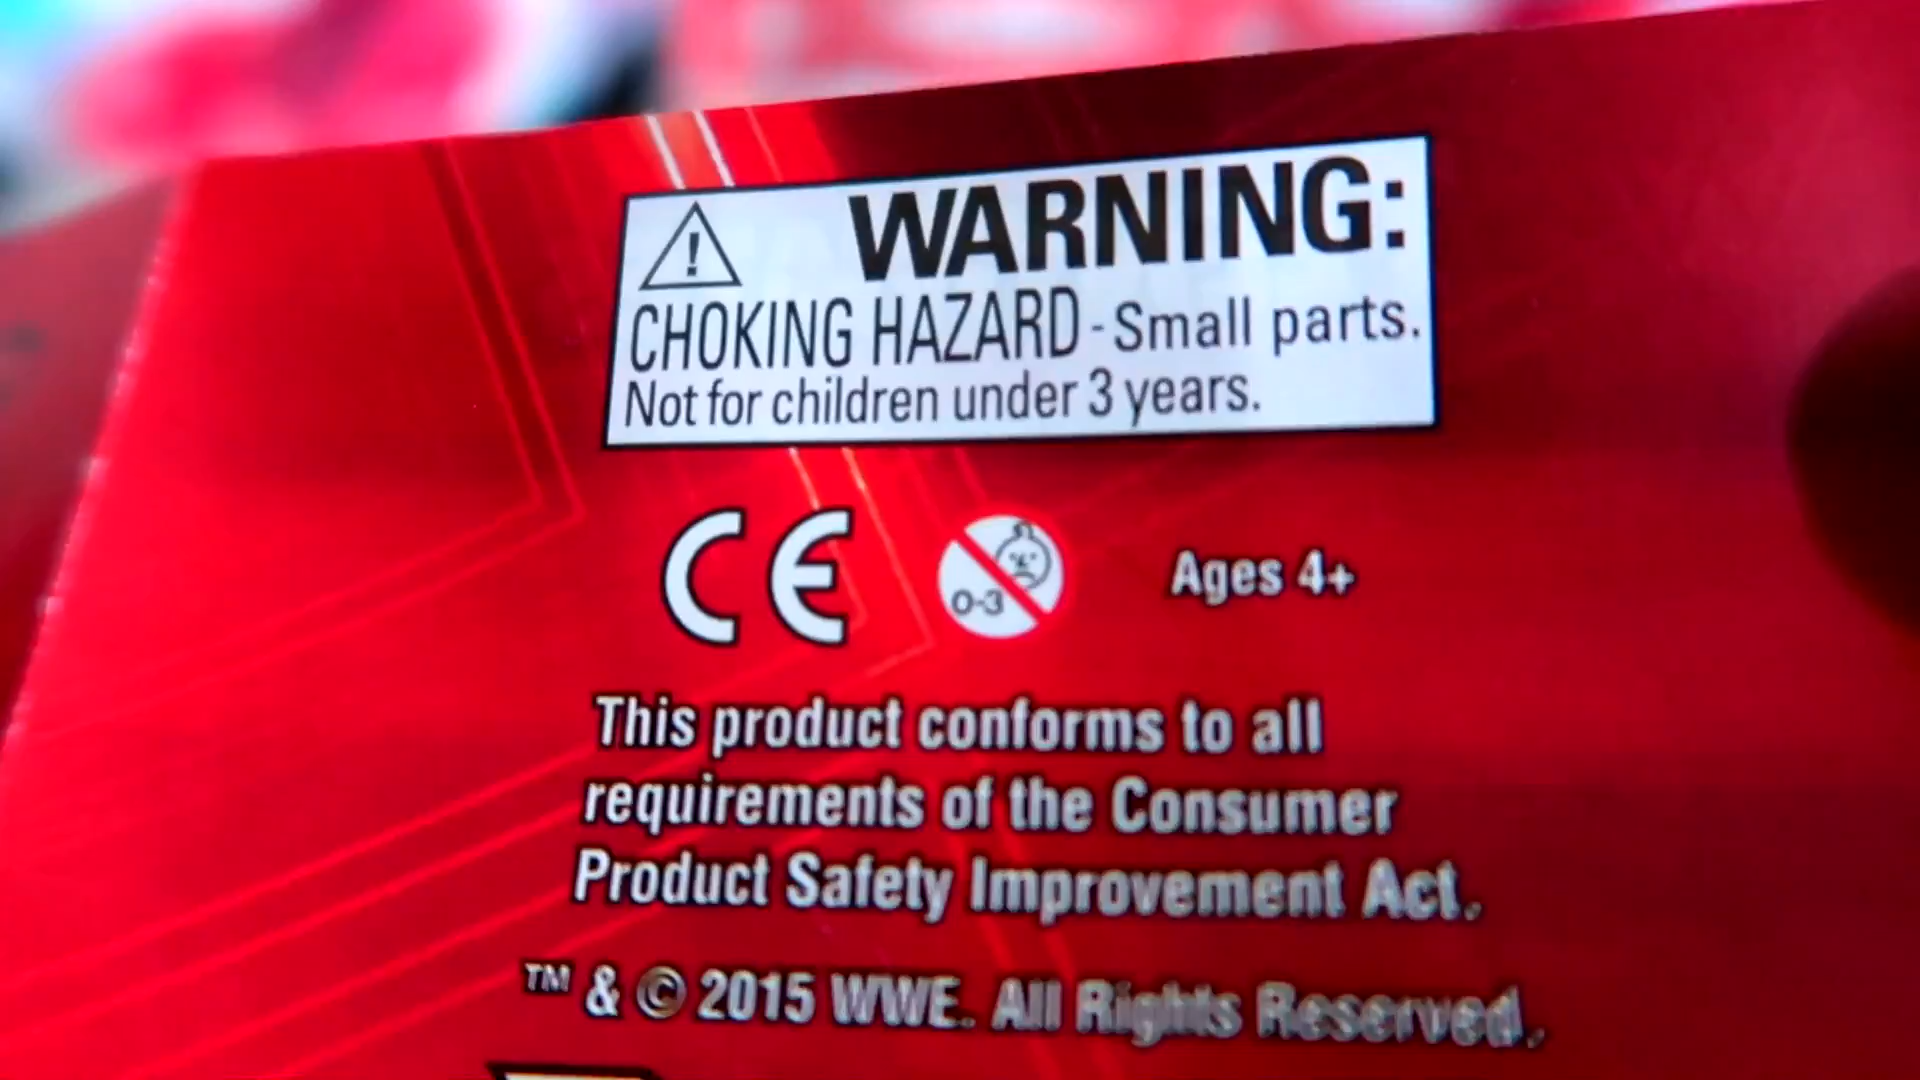 WARNING:
CHOKING HAZARD - Small parts.
Not for children under 3 years.
CE
0-3
Ages 4+
This product conforms to all
requirements of the Consumer
Product Safety Improvement Act.
™ & © 2015 WWE. All Rights Reserved.